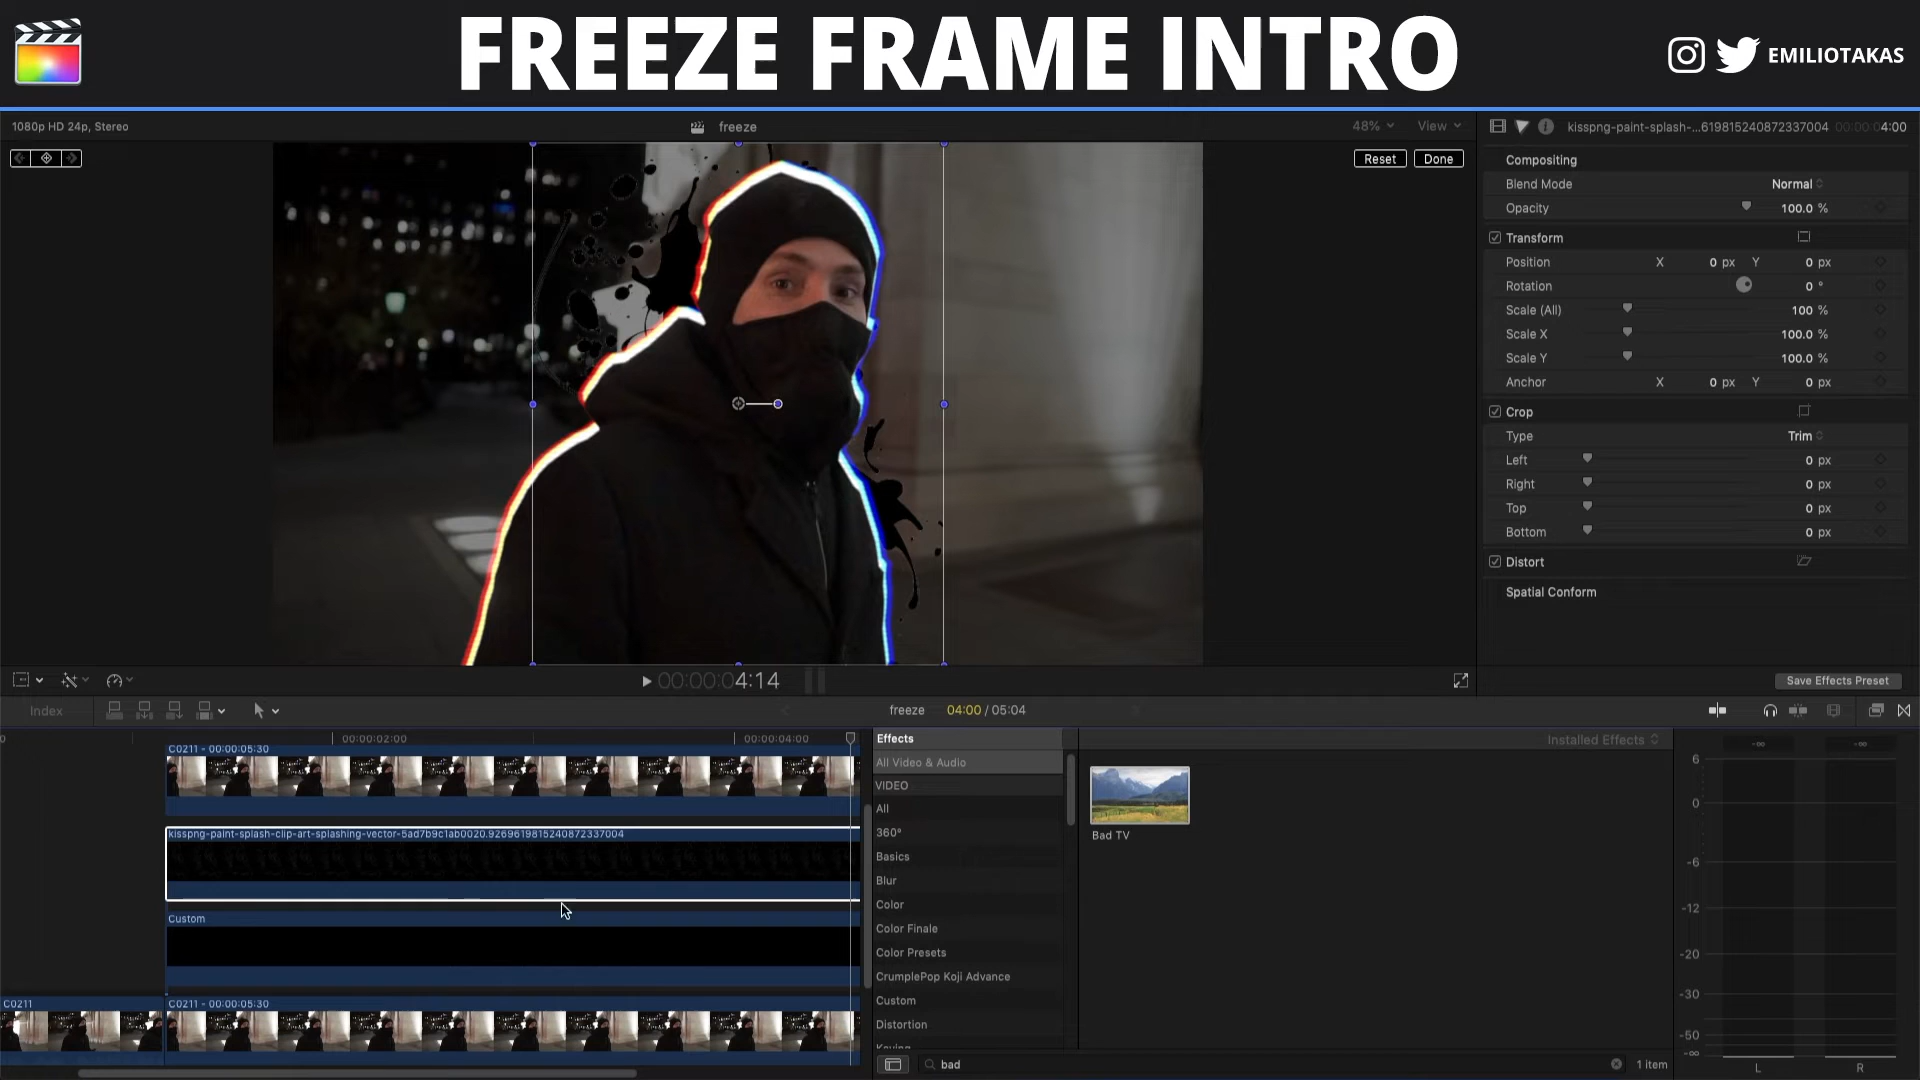 FREEZE FRAME INTRO
EMILIOTAKAS
1080p HD 24p, Stereo
freeze
48%
View
kisspng-paint-splash-...619815240872337004
00:00:04:00
Reset
Done
Compositing
Blend Mode
Normal
Opacity
100.0 %
Transform
Position X 0 px Y 0 px
Rotation
0 °
Scale (All)
100 %
Scale X
100.0 %
Scale Y
100.0 %
Anchor X 0 px Y 0 px
Crop
Type
Trim
Left
0 px
Right
0 px
Top
0 px
Bottom
0 px
Distort
Spatial Conform
00:00:04:14
Save Effects Preset
Index
freeze
04:00 / 05:04
00:00:02:00
00:00:04:00
C0211 - 00:00:05:30
kisspng-paint-splash-clip-art-splashing-vector-5ad7b9c1ab0020.9269619815240872337004
Custom
C0211
C0211 - 00:00:05:30
Effects
Installed Effects
All Video & Audio
VIDEO
All
360°
Basics
Blur
Color
Color Finale
Color Presets
CrumplePop Koji Advance
Custom
Distortion
Keying
Bad TV
bad
1 item
-∞ -∞
6
0
-6
-12
-20
-30
-50
-∞
L R